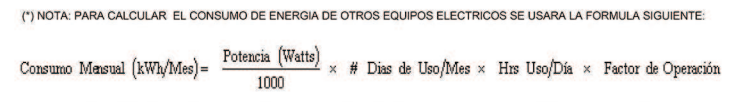 (*) NOTA: PARA CALCULAR EL CONSUMO DE ENERGIA DE OTROS EQUIPOS ELECTRICOS SE USARA LA FORMULA SIGUIENTE:
Consumo Mensual (kWh/Mes)= Potencia (Watts) / 1000 × # Dias de Uso/Mes × Hrs Uso/Día × Factor de Operación